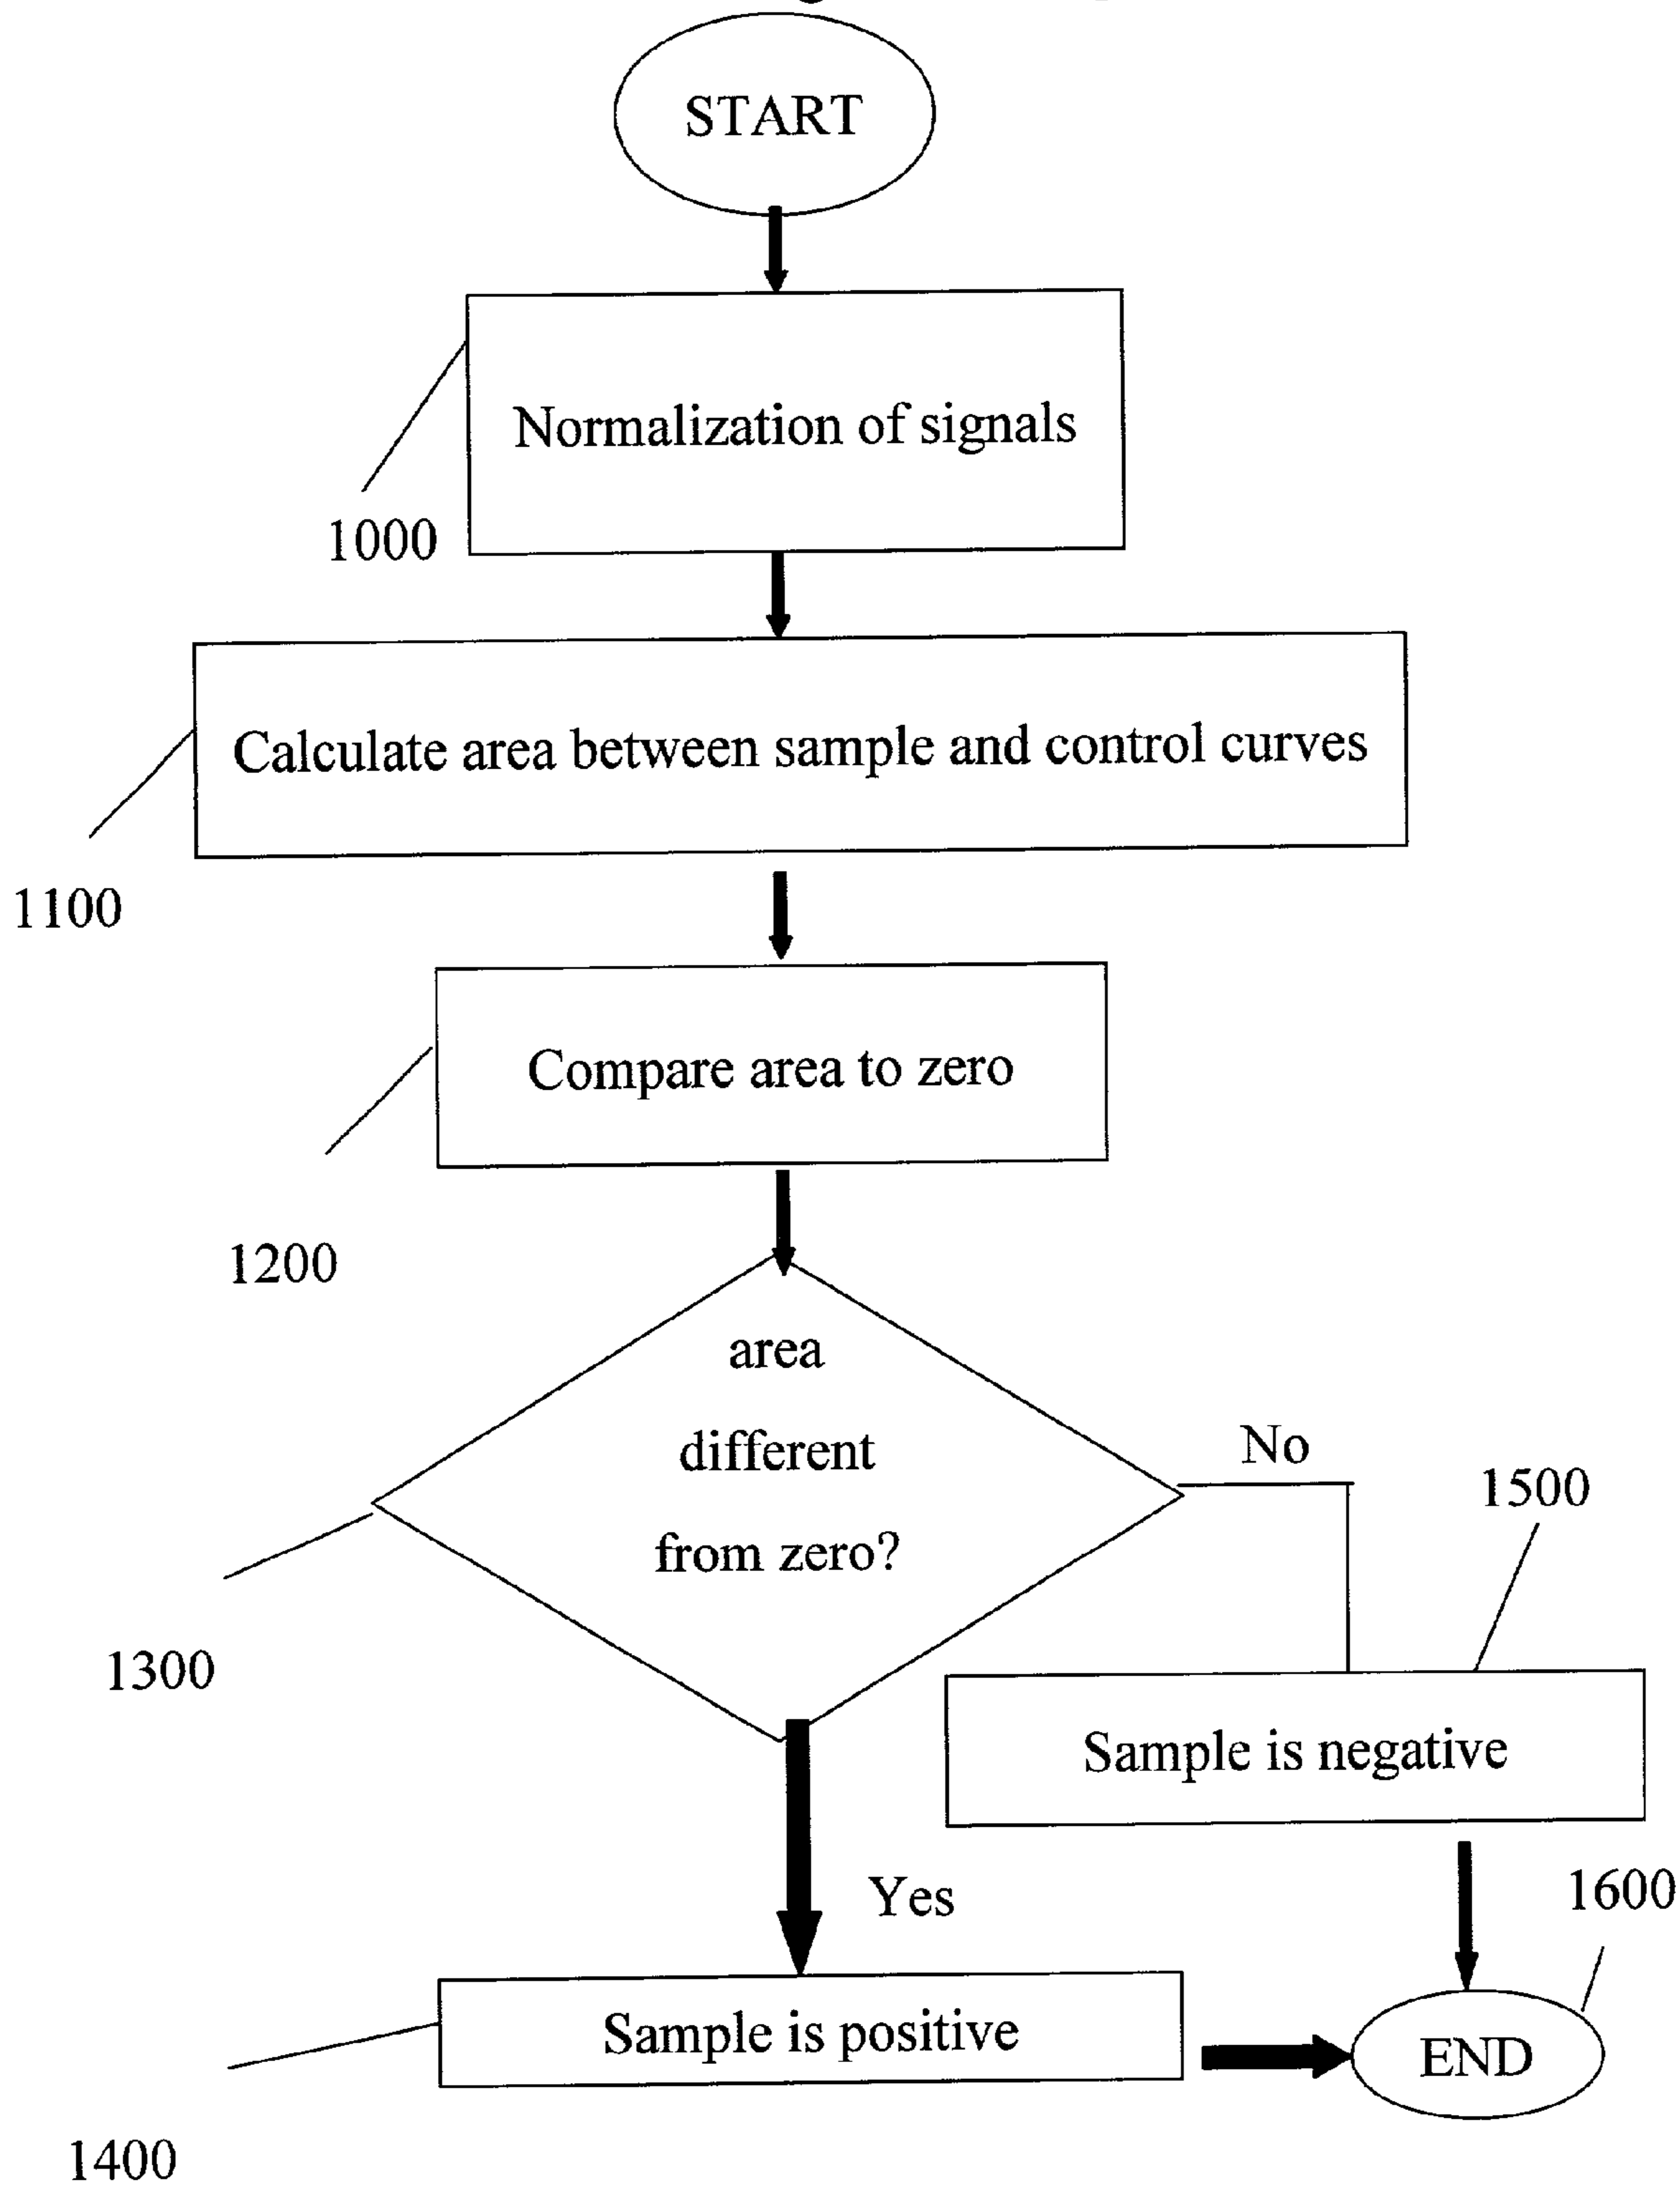 START
Normalization of signals
1000
Calculate area between sample and control curves
1100
Compare area to zero
1200
area
different
from zero?
No
1500
1300
Sample is negative
Yes
1600
Sample is positive
END
1400